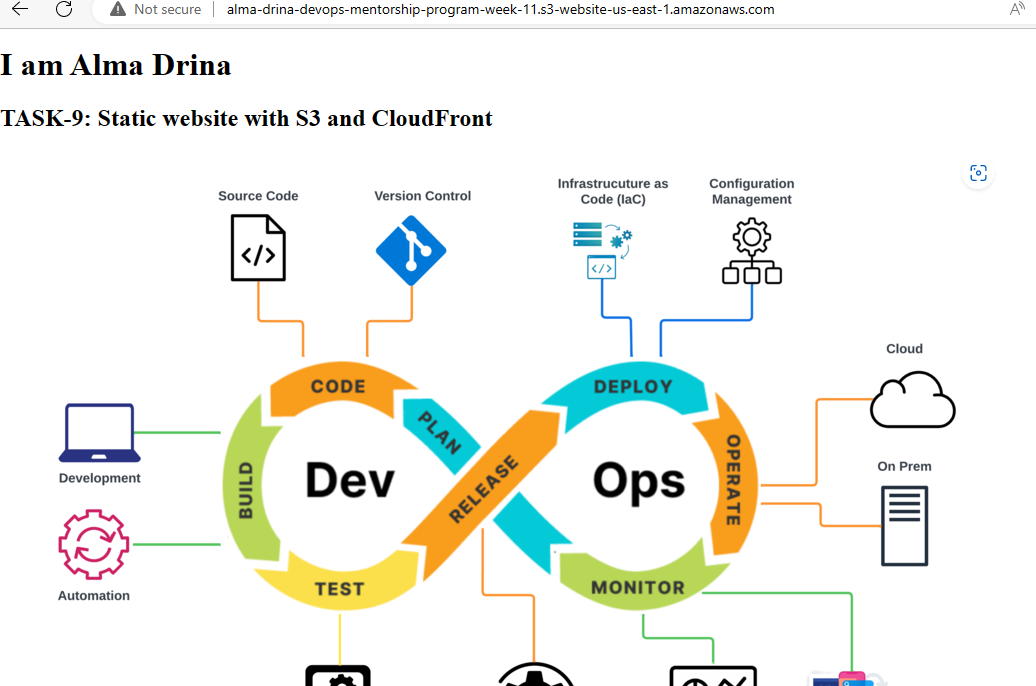 Not secure
alma-drina-devops-mentorship-program-week-11.s3-website-us-east-1.amazonaws.com
I am Alma Drina
TASK-9: Static website with S3 and CloudFront
Source Code
Version Control
Infrastrucuture as
Code (IaC)
Configuration
Management
</>
</>
CODE
PLAN
DEPLOY
Cloud
Development
BUILD
Dev
RELEASE
Ops
OPERATE
On Prem
TEST
MONITOR
Automation